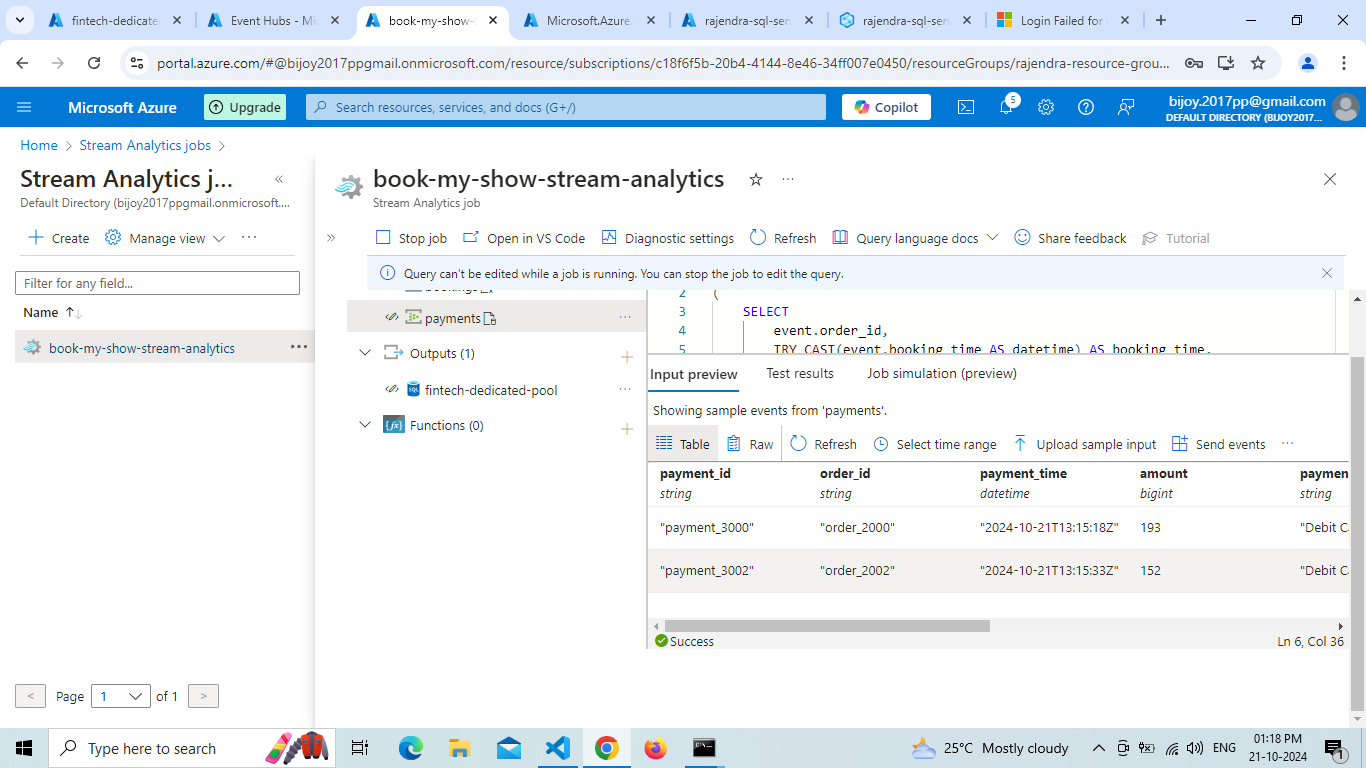 fintech-dedicate
Event Hubs - Mi
book-my-show-
Microsoft.Azure.
rajendra-sql-ser
rajendra-sql-ser
Login Failed for
portal.azure.com/#@bijoy2017ppgmail.onmicrosoft.com/resource/subscriptions/c18f6f5b-20b4-4144-8e46-34ff007e0450/resourceGroups/rajendra-resource-grou...
Microsoft Azure
Upgrade
Search resources, services, and docs (G+/)
Copilot
5
bijoy.2017pp@gmail.com
DEFAULT DIRECTORY (BIJOY2017...
Home > Stream Analytics jobs >
Stream Analytics j...
Default Directory (bijoy2017ppgmail.onmicrosoft....
Create
Manage view
Filter for any field...
Name
book-my-show-stream-analytics
< Page 1 of 1 >
book-my-show-stream-analytics
Stream Analytics job
Stop job
Open in VS Code
Diagnostic settings
Refresh
Query language docs
Share feedback
Tutorial
Query can't be edited while a job is running. You can stop the job to edit the query.
bookings
payments
Outputs (1)
fintech-dedicated-pool
Functions (0)
2 (
3 SELECT
4 event.order_id,
5 TRY_CAST(event.booking_time AS datetime) AS booking_time,
Input preview
Test results
Job simulation (preview)
Showing sample events from 'payments'.
Table
Raw
Refresh
Select time range
Upload sample input
Send events
payment_id order_id payment_time amount paymen
string string datetime bigint string
"payment_3000" "order_2000" "2024-10-21T13:15:18Z" 193 "Debit C
"payment_3002" "order_2002" "2024-10-21T13:15:33Z" 152 "Debit C
Success
Ln 6, Col 36
Type here to search
25°C Mostly cloudy
ENG
01:18 PM
21-10-2024
1